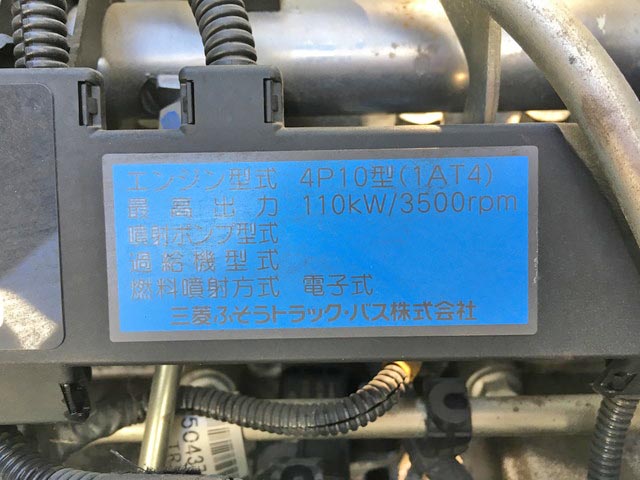 エンジン型式 4P10型(1AT4)
最高出力 110kW/3500rpm
噴射ポンプ型式
過給機型式
燃料噴射方式 電子式
三菱ふそうトラック・バス株式会社
5C437
TR